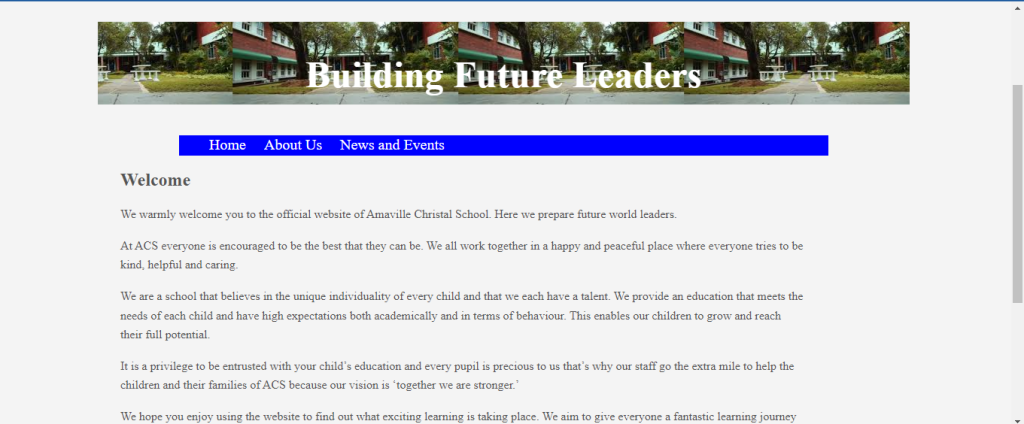 Building Future Leaders
Home About Us News and Events
Welcome
We warmly welcome you to the official website of Amaville Christal School. Here we prepare future world leaders.
At ACS everyone is encouraged to be the best that they can be. We all work together in a happy and peaceful place where everyone tries to be
kind, helpful and caring.
We are a school that believes in the unique individuality of every child and that we each have a talent. We provide an education that meets the
needs of each child and have high expectations both academically and in terms of behaviour. This enables our children to grow and reach
their full potential.
It is a privilege to be entrusted with your child’s education and every pupil is precious to us that’s why our staff go the extra mile to help the
children and their families of ACS because our vision is ‘together we are stronger.’
We hope you enjoy using the website to find out what exciting learning is taking place. We aim to give everyone a fantastic learning journey